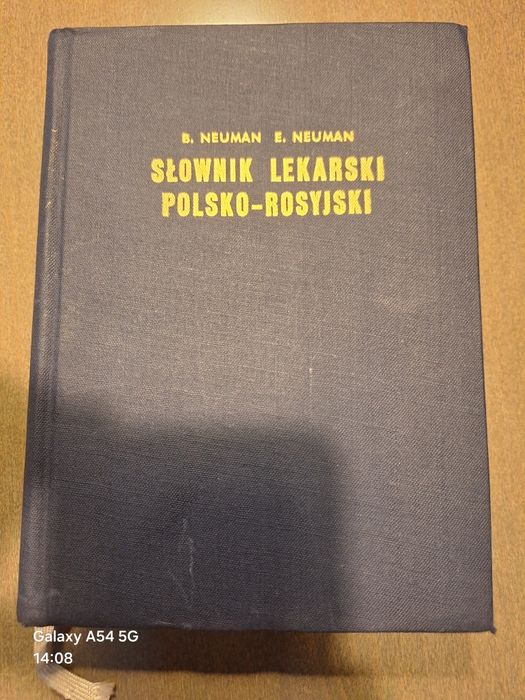 B. NEUMAN E. NEUMAN
SŁOWNIK LEKARSKI
POLSKO-ROSYJSKI
Galaxy A54 5G
14:08